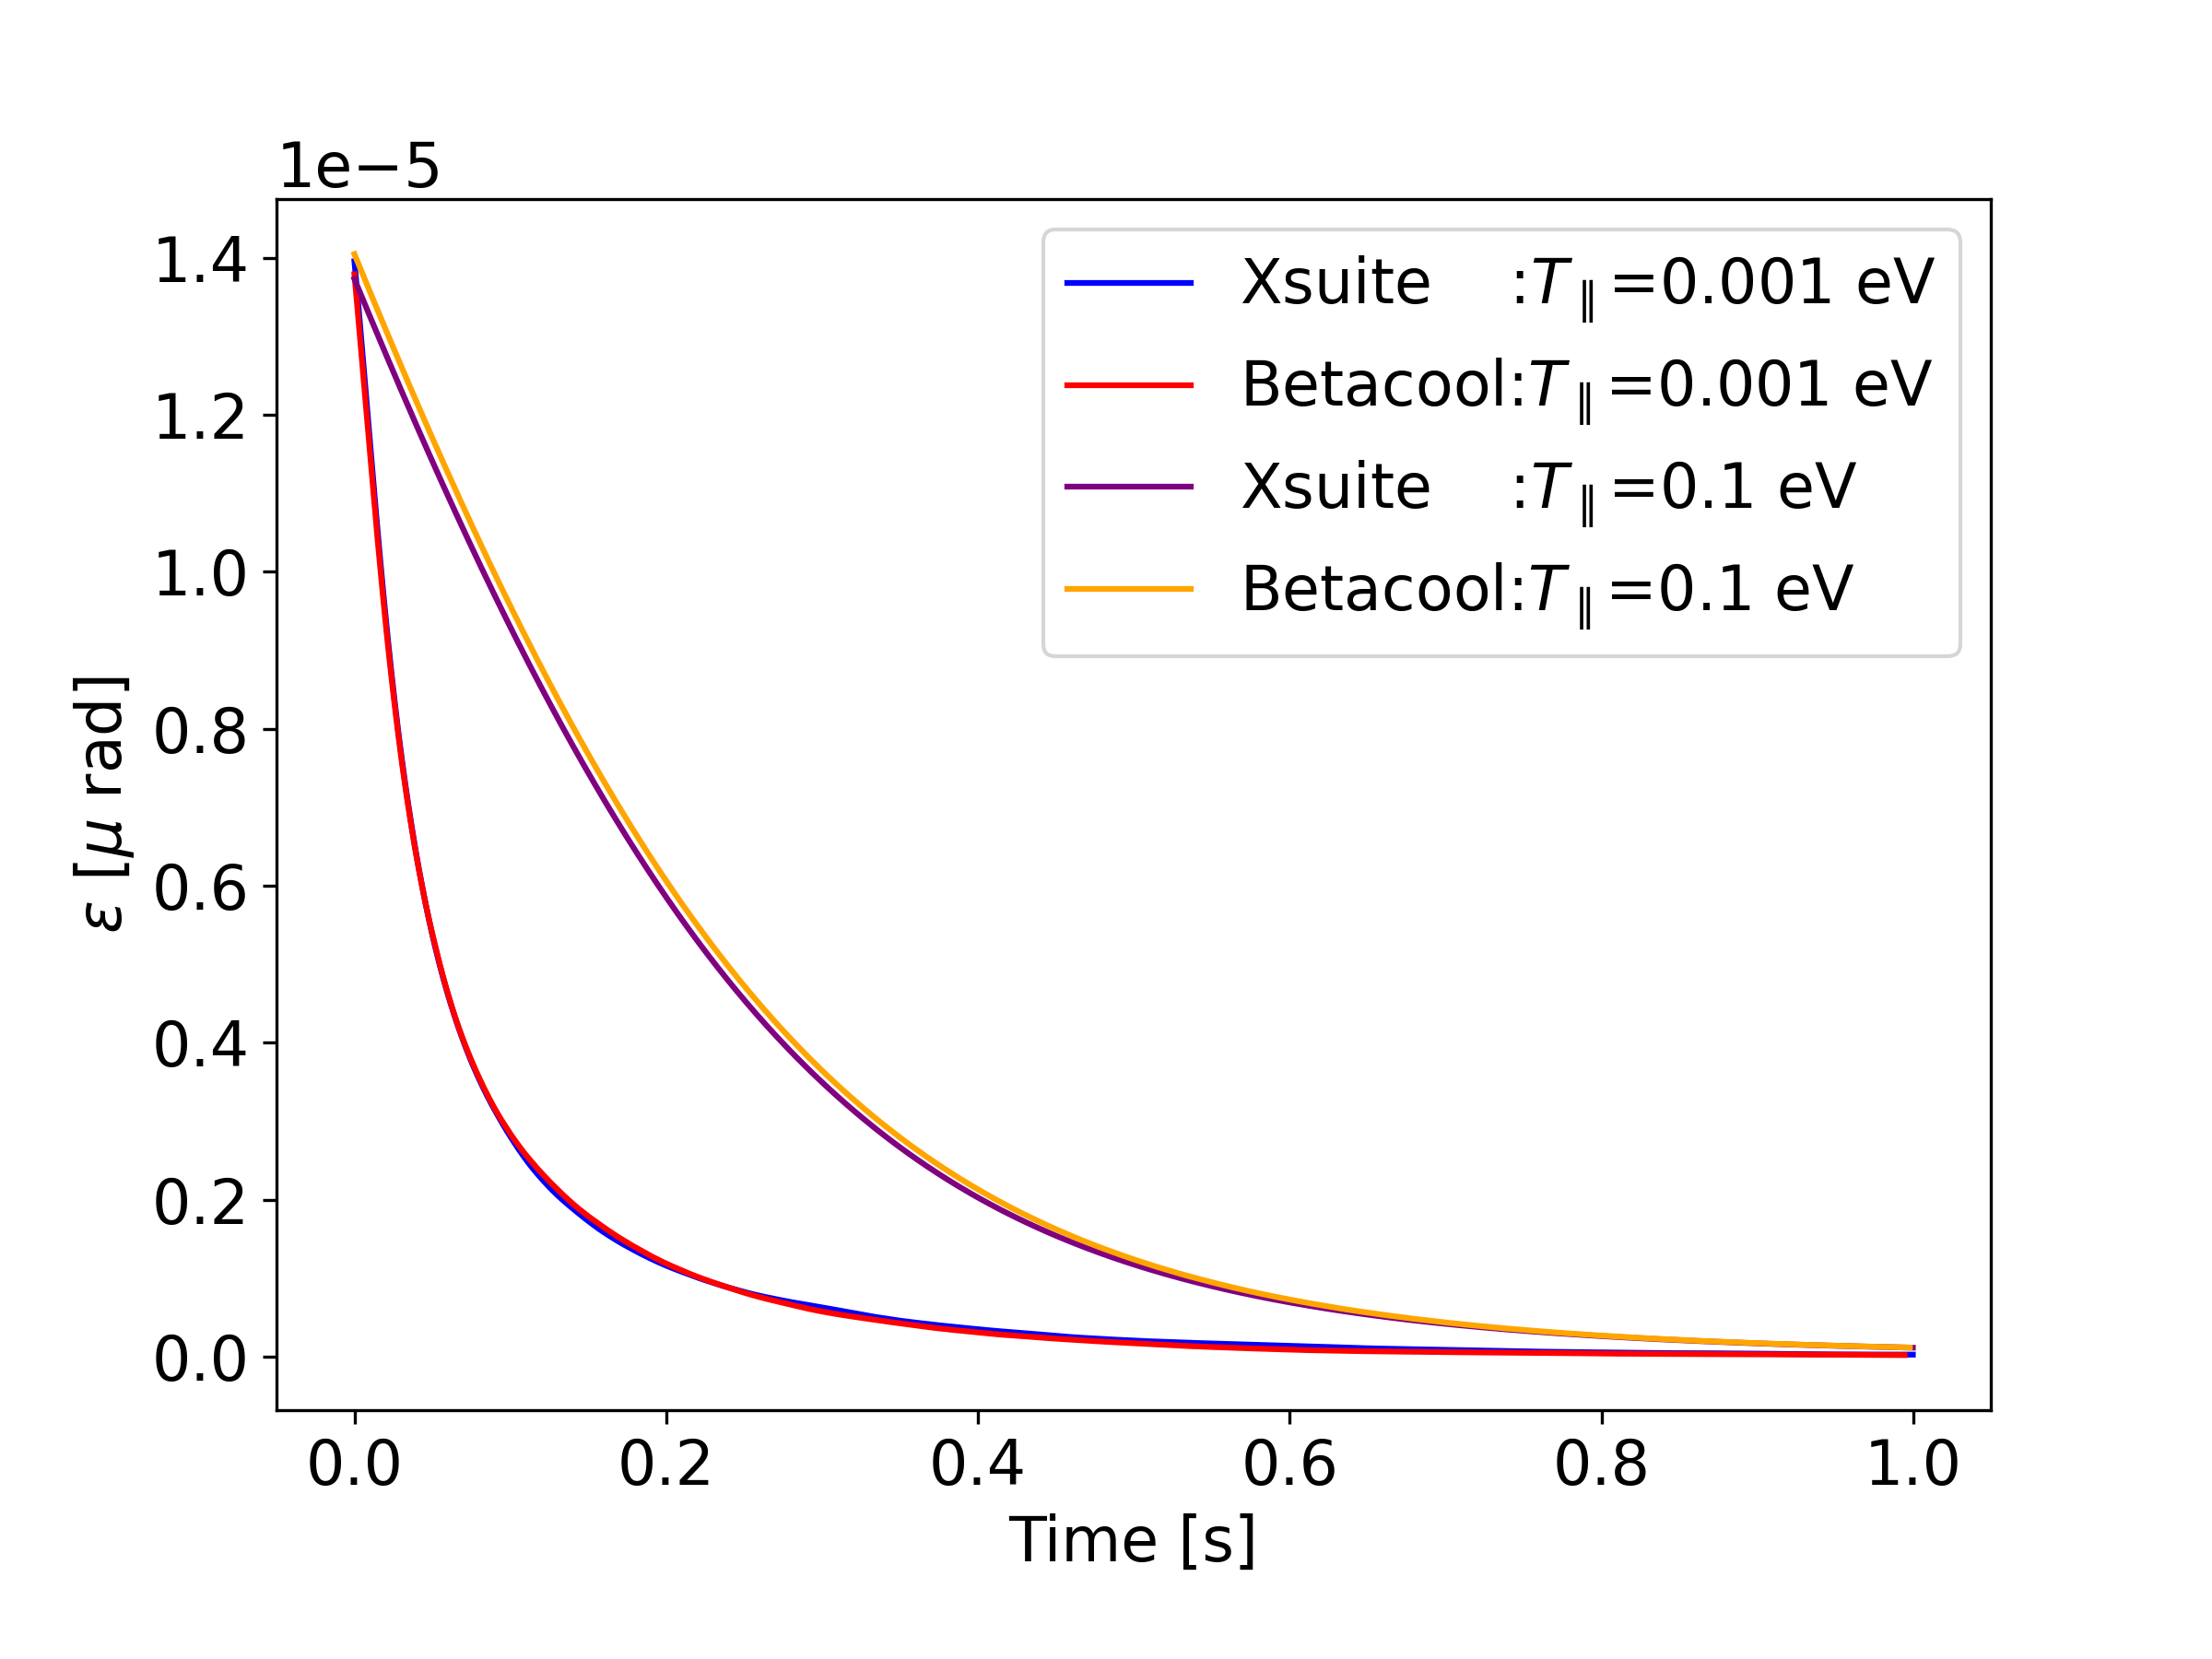 1e−5
1.4
1.2
1.0
0.8
0.6
0.4
0.2
0.0
ε [μ rad]
Xsuite :T∥=0.001 eV
Betacool:T∥=0.001 eV
Xsuite :T∥=0.1 eV
Betacool:T∥=0.1 eV
0.0 0.2 0.4 0.6 0.8 1.0
Time [s]